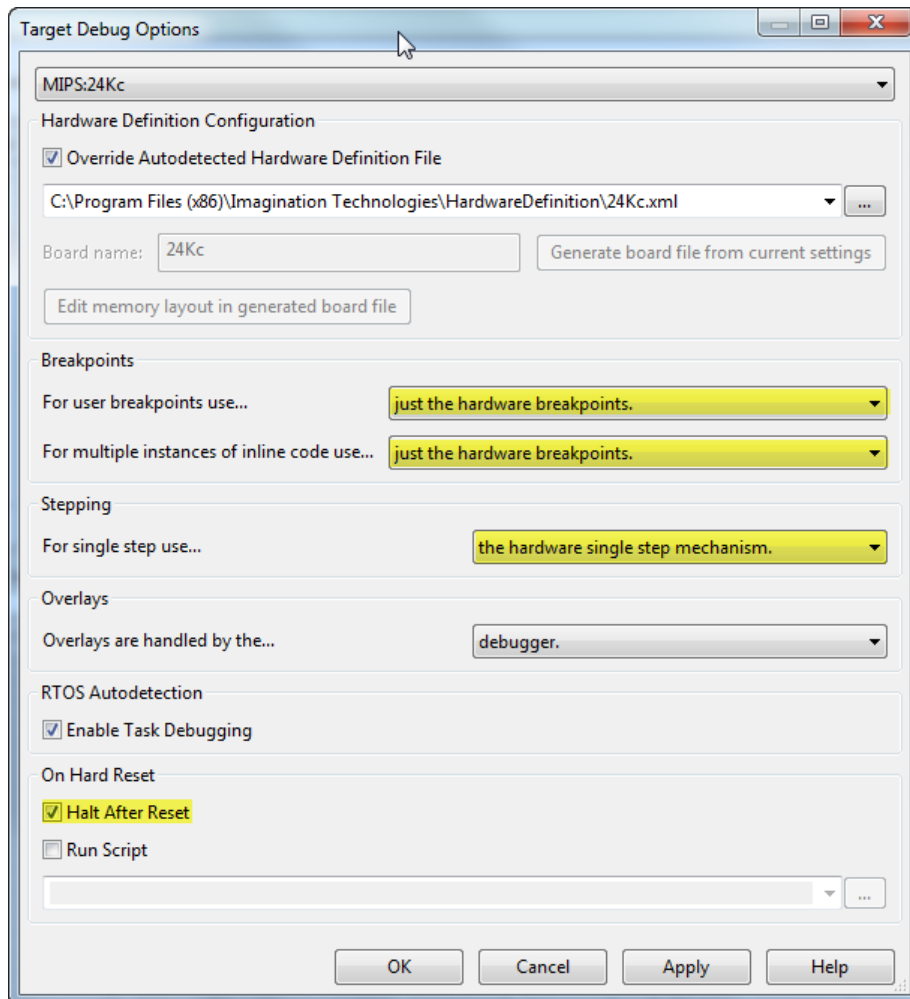 Target Debug Options
MIPS:24Kc
Hardware Definition Configuration
Override Autodetected Hardware Definition File
C:\Program Files (x86)\Imagination Technologies\HardwareDefinition\24Kc.xml ...
Board name: 24Kc Generate board file from current settings
Edit memory layout in generated board file
Breakpoints
For user breakpoints use... just the hardware breakpoints.
For multiple instances of inline code use... just the hardware breakpoints.
Stepping
For single step use... the hardware single step mechanism.
Overlays
Overlays are handled by the... debugger.
RTOS Autodetection
Enable Task Debugging
On Hard Reset
Halt After Reset
Run Script
...
OK Cancel Apply Help